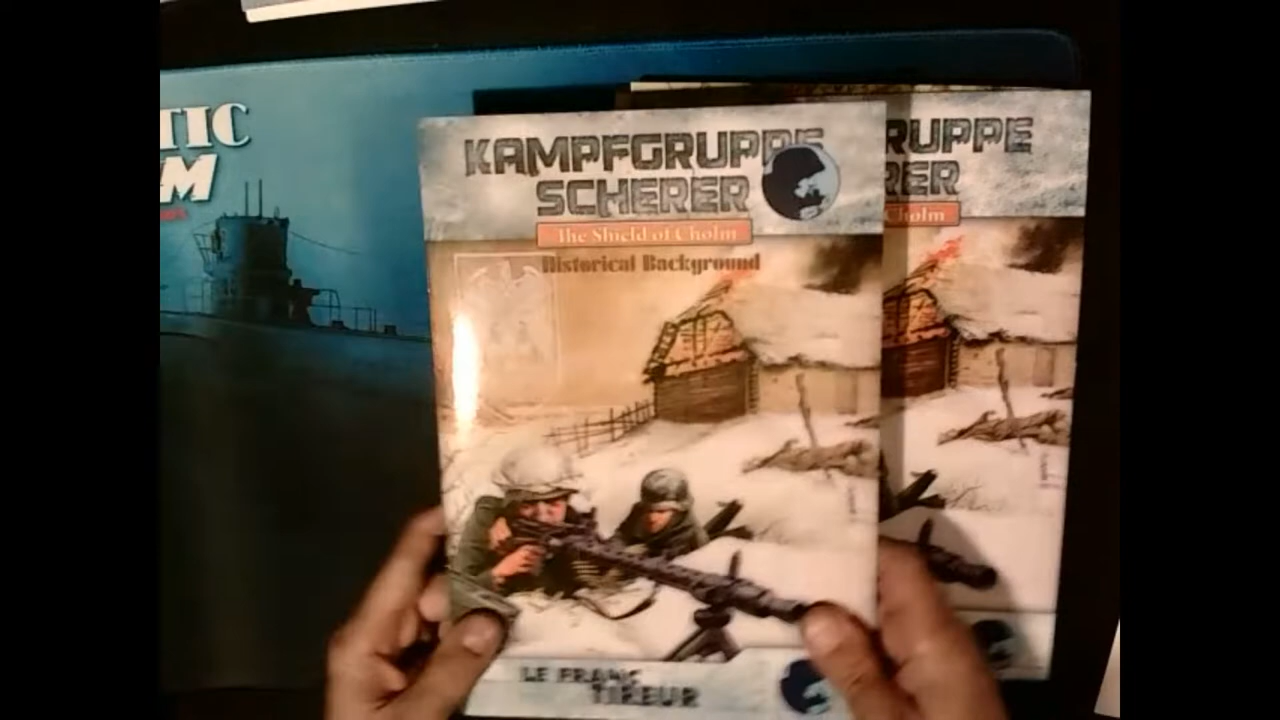 TIC
M
KAMPFGRUPPE
SCHERER
The Shield of Cholm
Historical Background
LE FRANC
TIREUR
RUPPE
RER
Cholm